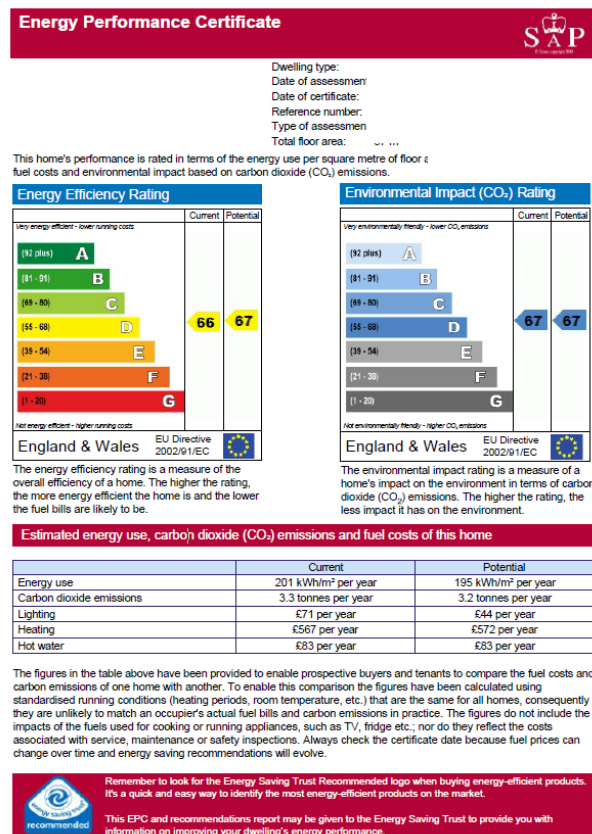 Energy Performance Certificate
SAP
Dwelling type:
Date of assessment
Date of certificate:
Reference number:
Type of assessmen
Total floor area:
This home's performance is rated in terms of the energy use per square metre of floor a
fuel costs and environmental impact based on carbon dioxide (CO₂) emissions.
Energy Efficiency Rating
Current Potential
Very energy efficient - lower running costs
(92 plus) A
(81 - 91) B
(69 - 80) C
(55 - 68) D 66 67
(39 - 54) E
(21 - 38) F
(1 - 20) G
Not energy efficient - higher running costs
England & Wales EU Directive
2002/91/EC
The energy efficiency rating is a measure of the
overall efficiency of a home. The higher the rating,
the more energy efficient the home is and the lower
the fuel bills are likely to be.
Environmental Impact (CO₂) Rating
Current Potential
Very environmentally friendly - lower CO₂ emissions
(92 plus) A
(81 - 91) B
(69 - 80) C
(55 - 68) D 67 67
(39 - 54) E
(21 - 38) F
(1 - 20) G
Not environmentally friendly - higher CO₂ emissions
England & Wales EU Directive
2002/91/EC
The environmental impact rating is a measure of a
home's impact on the environment in terms of carbon
dioxide (CO₂) emissions. The higher the rating, the
less impact it has on the environment.
Estimated energy use, carbon dioxide (CO₂) emissions and fuel costs of this home
Current Potential
Energy use 201 kWh/m² per year 195 kWh/m² per year
Carbon dioxide emissions 3.3 tonnes per year 3.2 tonnes per year
Lighting £71 per year £44 per year
Heating £567 per year £572 per year
Hot water £83 per year £83 per year
The figures in the table above have been provided to enable prospective buyers and tenants to compare the fuel costs and
carbon emissions of one home with another. To enable this comparison the figures have been calculated using
standardised running conditions (heating periods, room temperature, etc.) that are the same for all homes, consequently
they are unlikely to match an occupier's actual fuel bills and carbon emissions in practice. The figures do not include the
impacts of the fuels used for cooking or running appliances, such as TV, fridge etc.; nor do they reflect the costs
associated with service, maintenance or safety inspections. Always check the certificate date because fuel prices can
change over time and energy saving recommendations will evolve.
energy saving trust
recommended
Remember to look for the Energy Saving Trust Recommended logo when buying energy-efficient products.
It's a quick and easy way to identify the most energy-efficient products on the market.
This EPC and recommendations report may be given to the Energy Saving Trust to provide you with
information on improving your dwelling's energy performance.